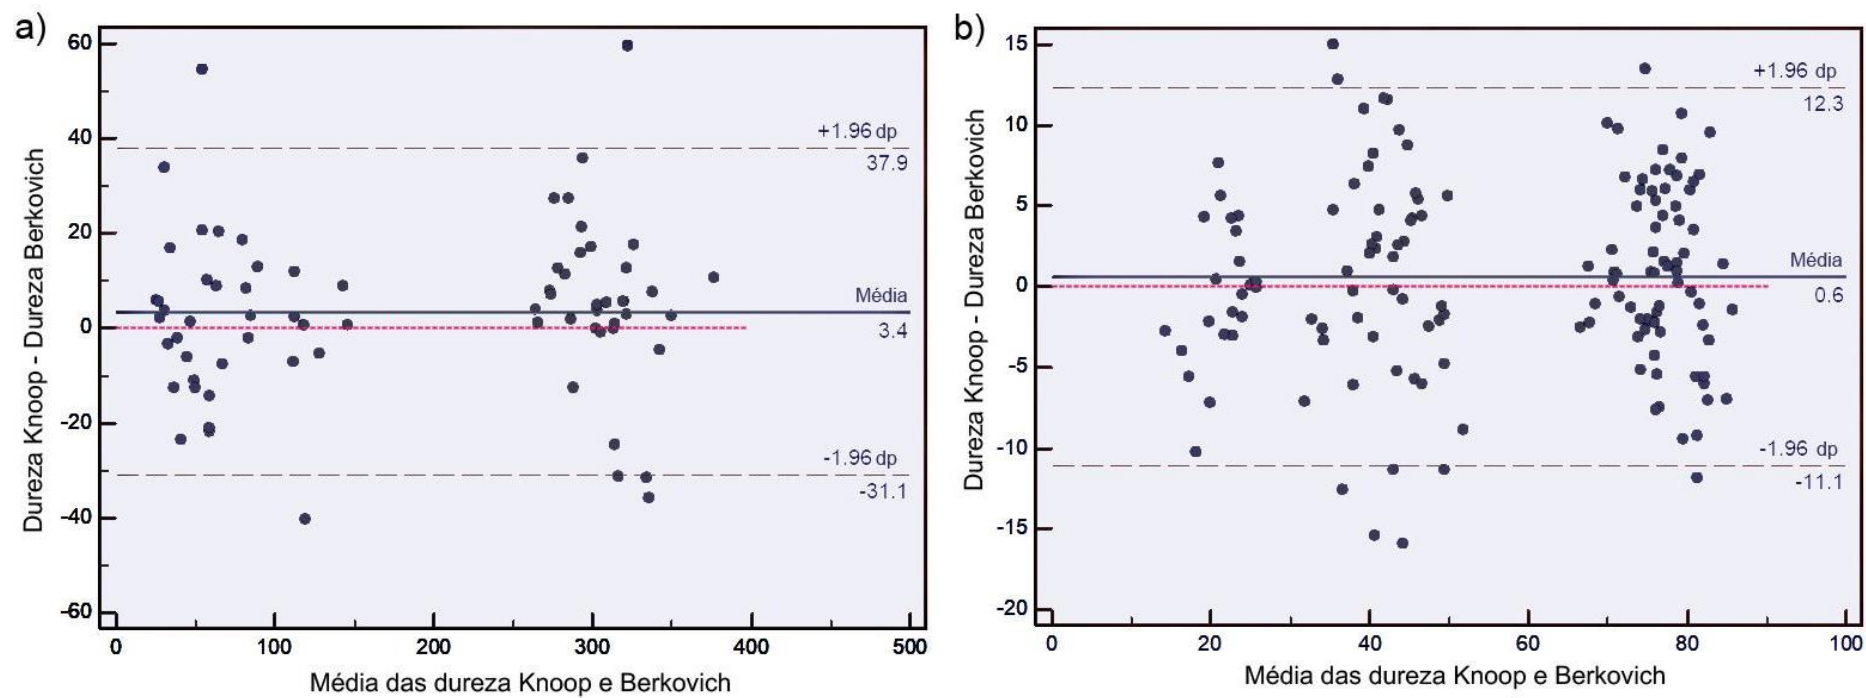 a)
Dureza Knoop - Dureza Berkovich
60
40
20
0
-20
-40
-60
+1.96 dp
37.9
Média
3.4
-1.96 dp
-31.1
0 100 200 300 400 500
Média das dureza Knoop e Berkovich
b)
Dureza Knoop - Dureza Berkovich
15
10
5
0
-5
-10
-15
-20
+1.96 dp
12.3
Média
0.6
-1.96 dp
-11.1
0 20 40 60 80 100
Média das dureza Knoop e Berkovich